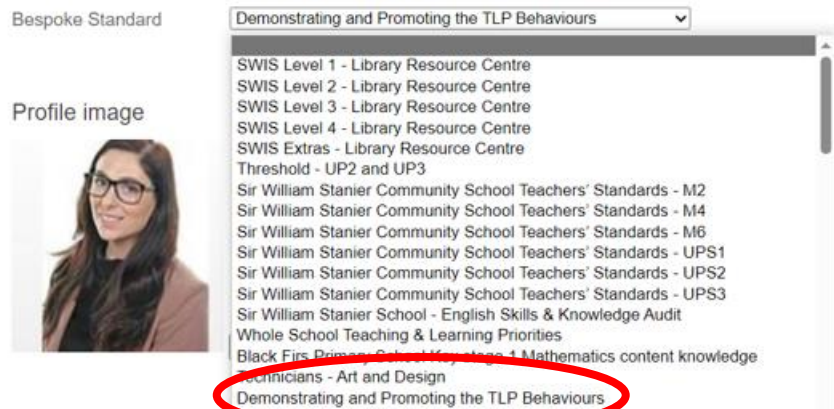 Bespoke Standard
Demonstrating and Promoting the TLP Behaviours
SWIS Level 1 - Library Resource Centre
SWIS Level 2 - Library Resource Centre
SWIS Level 3 - Library Resource Centre
SWIS Level 4 - Library Resource Centre
SWIS Extras - Library Resource Centre
Threshold - UP2 and UP3
Profile image
Sir William Stanier Community School Teachers' Standards - M2
Sir William Stanier Community School Teachers' Standards - M4
Sir William Stanier Community School Teachers' Standards - M6
Sir William Stanier Community School Teachers' Standards - UPS1
Sir William Stanier Community School Teachers' Standards - UPS2
Sir William Stanier Community School Teachers' Standards - UPS3
Sir William Stanier School - English Skills & Knowledge Audit
Whole School Teaching & Learning Priorities
Black Firs Primary School Key stage 1 Mathematics content knowledge
Technicians - Art and Design
Demonstrating and Promoting the TLP Behaviours